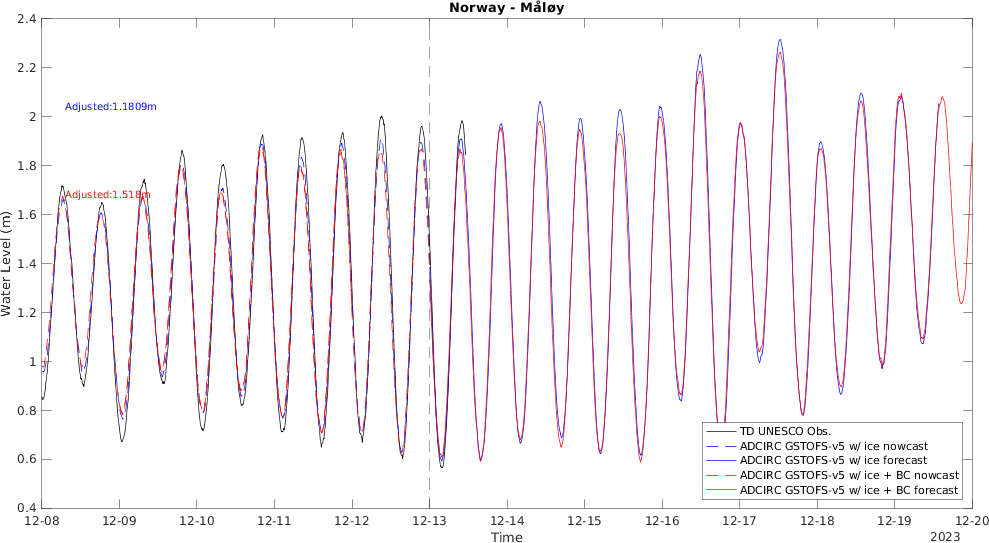 Norway - Måløy
2.4
2.2
2
1.8
1.6
1.4
1.2
1
0.8
0.6
0.4
Water Level (m)
Adjusted:1.1809m
Adjusted:1.518m
TD UNESCO Obs.
ADCIRC GSTOFS-v5 w/ ice nowcast
ADCIRC GSTOFS-v5 w/ ice forecast
ADCIRC GSTOFS-v5 w/ ice + BC nowcast
ADCIRC GSTOFS-v5 w/ ice + BC forecast
12-08 12-09 12-10 12-11 12-12 12-13 12-14 12-15 12-16 12-17 12-18 12-19 12-20
Time
2023